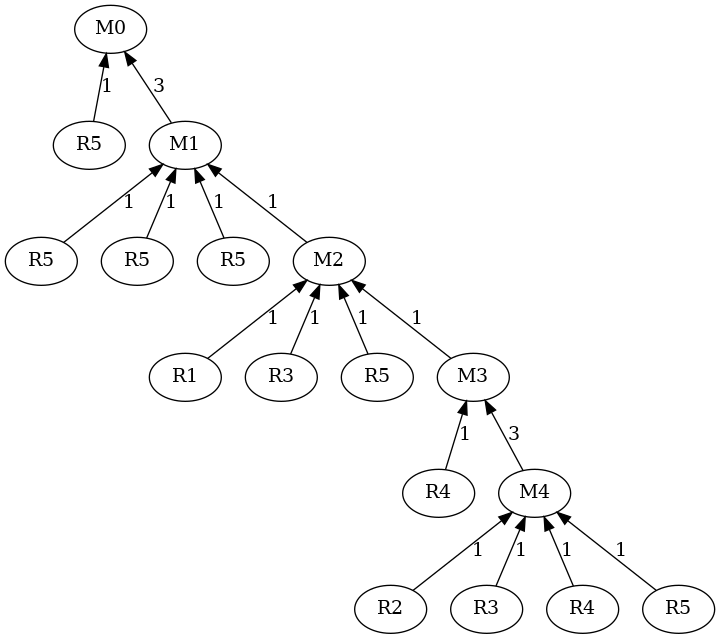 M0
1 3
R5 M1
1 1 1 1
R5 R5 R5 M2
1 1 1 1
R1 R3 R5 M3
1 3
R4 M4
1 1 1 1
R2 R3 R4 R5